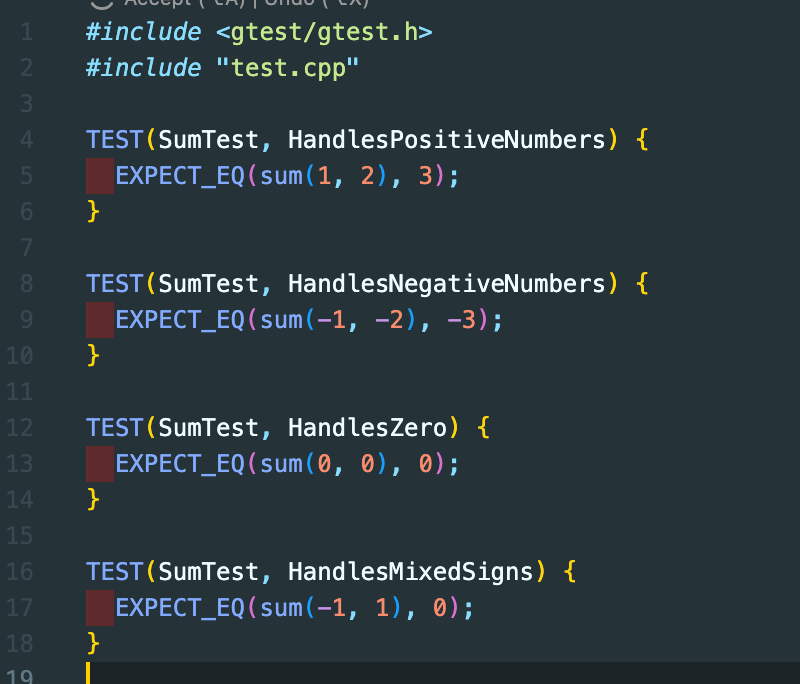 1 #include <gtest/gtest.h>
2 #include "test.cpp"
3
4 TEST(SumTest, HandlesPositiveNumbers) {
5   EXPECT_EQ(sum(1, 2), 3);
6 }
7
8 TEST(SumTest, HandlesNegativeNumbers) {
9   EXPECT_EQ(sum(-1, -2), -3);
10 }
11
12 TEST(SumTest, HandlesZero) {
13   EXPECT_EQ(sum(0, 0), 0);
14 }
15
16 TEST(SumTest, HandlesMixedSigns) {
17   EXPECT_EQ(sum(-1, 1), 0);
18 }
19